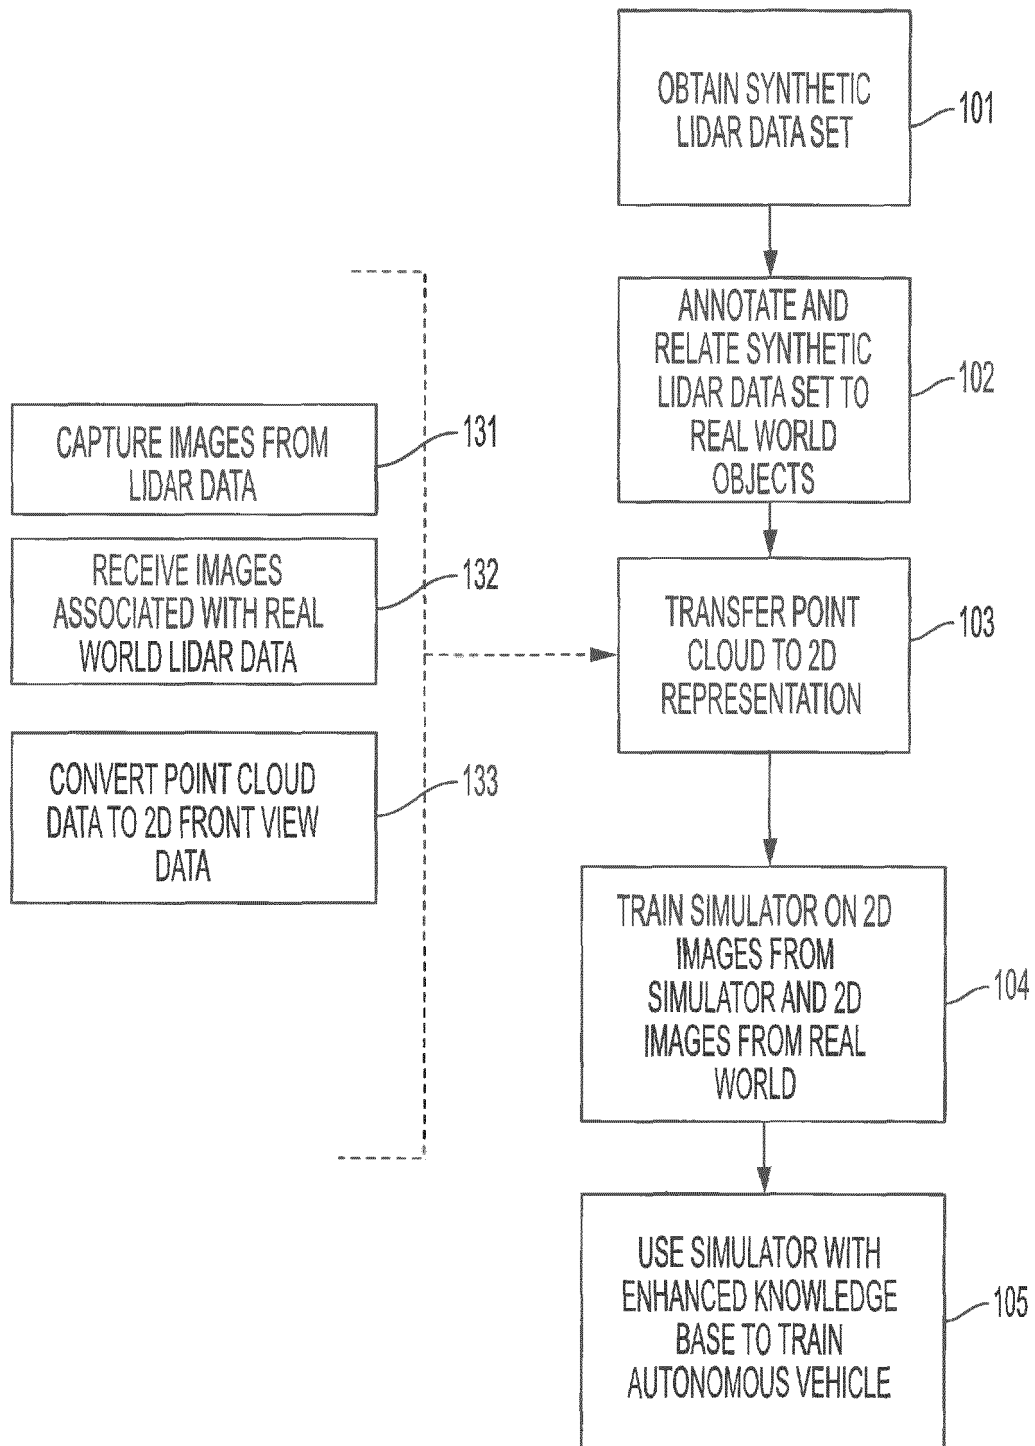 OBTAIN SYNTHETIC
LIDAR DATA SET
101
ANNOTATE AND
RELATE SYNTHETIC
LIDAR DATA SET TO
REAL WORLD
OBJECTS
102
CAPTURE IMAGES FROM
LIDAR DATA
131
RECEIVE IMAGES
ASSOCIATED WITH REAL
WORLD LIDAR DATA
132
CONVERT POINT CLOUD
DATA TO 2D FRONT VIEW
DATA
133
TRANSFER POINT
CLOUD TO 2D
REPRESENTATION
103
TRAIN SIMULATOR ON 2D
IMAGES FROM
SIMULATOR AND 2D
IMAGES FROM REAL
WORLD
104
USE SIMULATOR WITH
ENHANCED KNOWLEDGE
BASE TO TRAIN
AUTONOMOUS VEHICLE
105